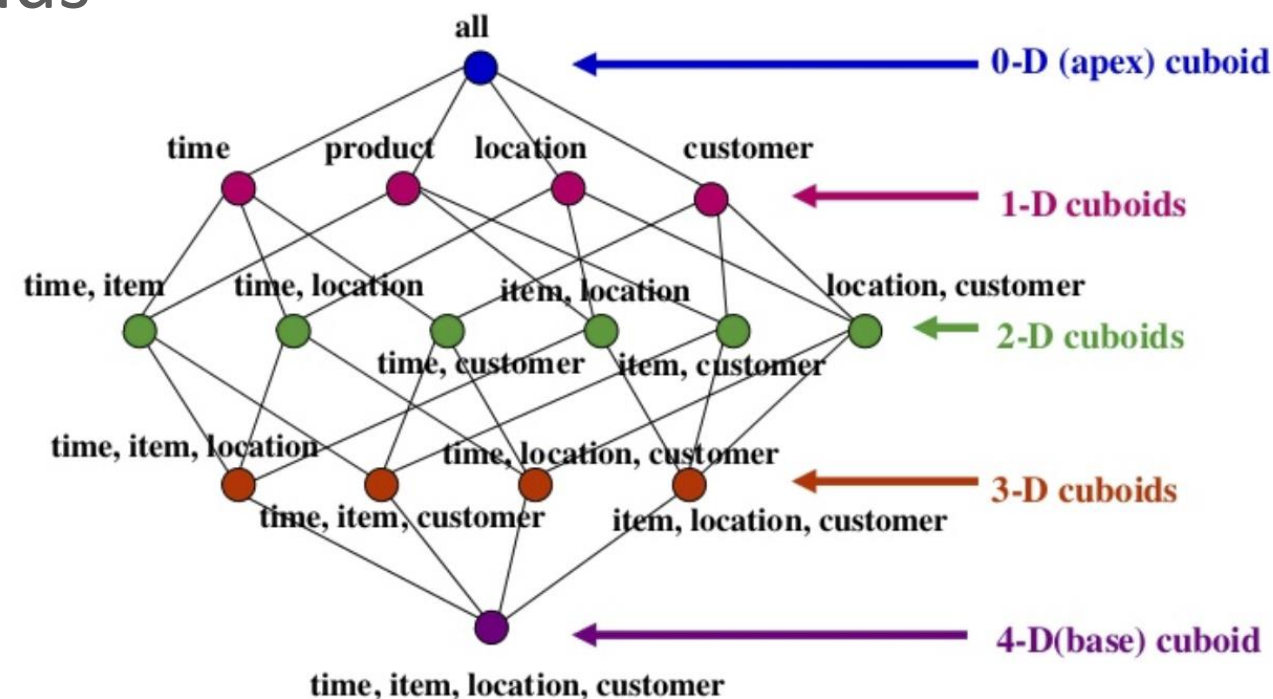 all
0-D (apex) cuboid
time
product
location
customer
1-D cuboids
time, item
time, location
item, location
location, customer
2-D cuboids
time, customer
item, customer
time, item, location
time, location, customer
3-D cuboids
time, item, customer
item, location, customer
4-D(base) cuboid
time, item, location, customer